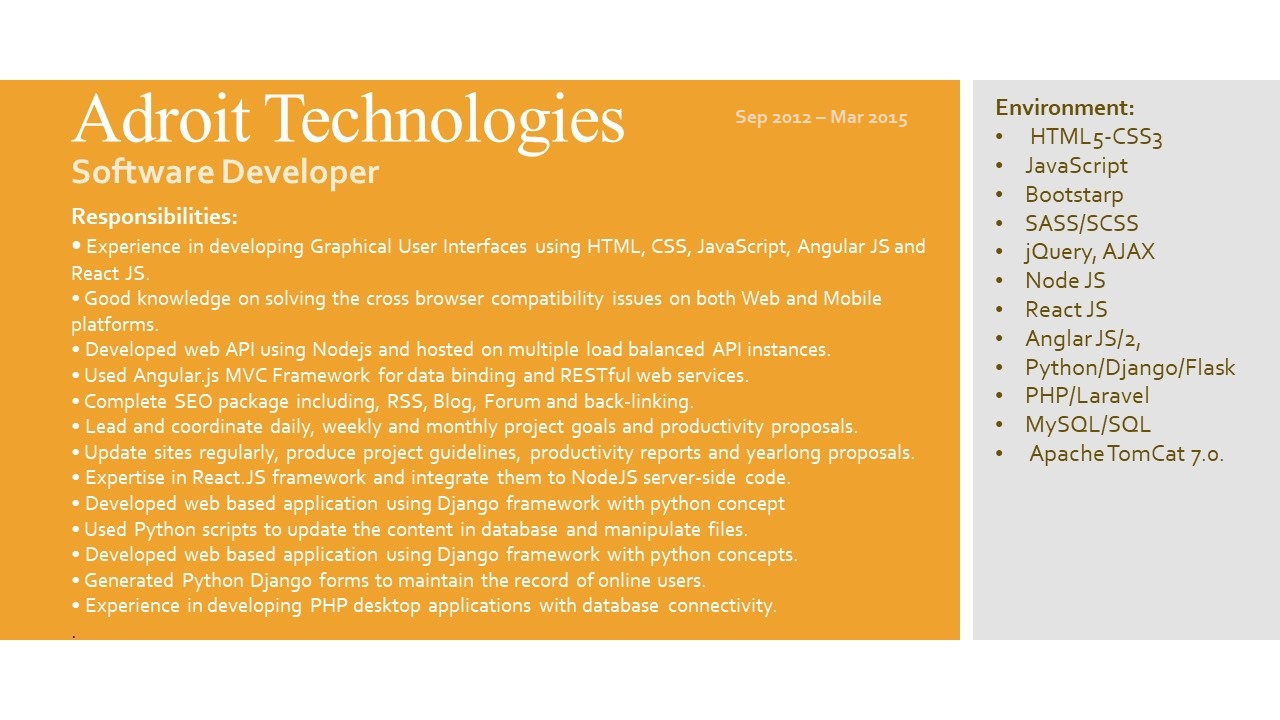 Adroit Technologies
Sep 2012 – Mar 2015
Software Developer
Responsibilities:
• Experience in developing Graphical User Interfaces using HTML, CSS, JavaScript, Angular JS and
React JS.
• Good knowledge on solving the cross browser compatibility issues on both Web and Mobile
platforms.
• Developed web API using Nodejs and hosted on multiple load balanced API instances.
• Used Angular.js MVC Framework for data binding and RESTful web services.
• Complete SEO package including, RSS, Blog, Forum and back-linking.
• Lead and coordinate daily, weekly and monthly project goals and productivity proposals.
• Update sites regularly, produce project guidelines, productivity reports and yearlong proposals.
• Expertise in React.JS framework and integrate them to NodeJS server-side code.
• Developed web based application using Django framework with python concept
• Used Python scripts to update the content in database and manipulate files.
• Developed web based application using Django framework with python concepts.
• Generated Python Django forms to maintain the record of online users.
• Experience in developing PHP desktop applications with database connectivity.
.
Environment:
• HTML5-CSS3
• JavaScript
• Bootstarp
• SASS/SCSS
• jQuery, AJAX
• Node JS
• React JS
• Anglar JS/2,
• Python/Django/Flask
• PHP/Laravel
• MySQL/SQL
• Apache TomCat 7.0.